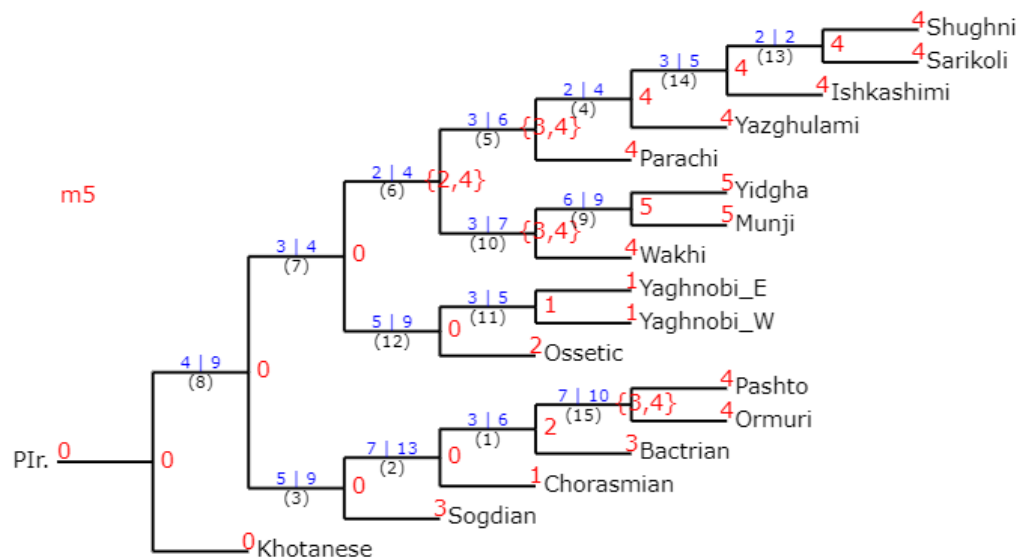 4 Shughni
2 | 2
(13)
4
4 Sarikoli
3 | 5
(14)
4
4 Ishkashimi
2 | 4
(4)
4
4 Yazghulami
3 | 6
(5)
{3,4}
4 Parachi
2 | 4
(6)
{2,4}
m5
6 | 9
(9)
5
5 Yidgha
5 Munji
3 | 7
(10)
{3,4}
4 Wakhi
3 | 4
(7)
0
3 | 5
(11)
1
1 Yaghnobi_E
1 Yaghnobi_W
5 | 9
(12)
0
2 Ossetic
4 | 9
(8)
0
7 | 10
(15)
{3,4}
4 Pashto
4 Ormuri
3 | 6
(1)
2
3 Bactrian
7 | 13
(2)
0
1 Chorasmian
PIr. 0
0
5 | 9
(3)
0
3 Sogdian
0 Khotanese